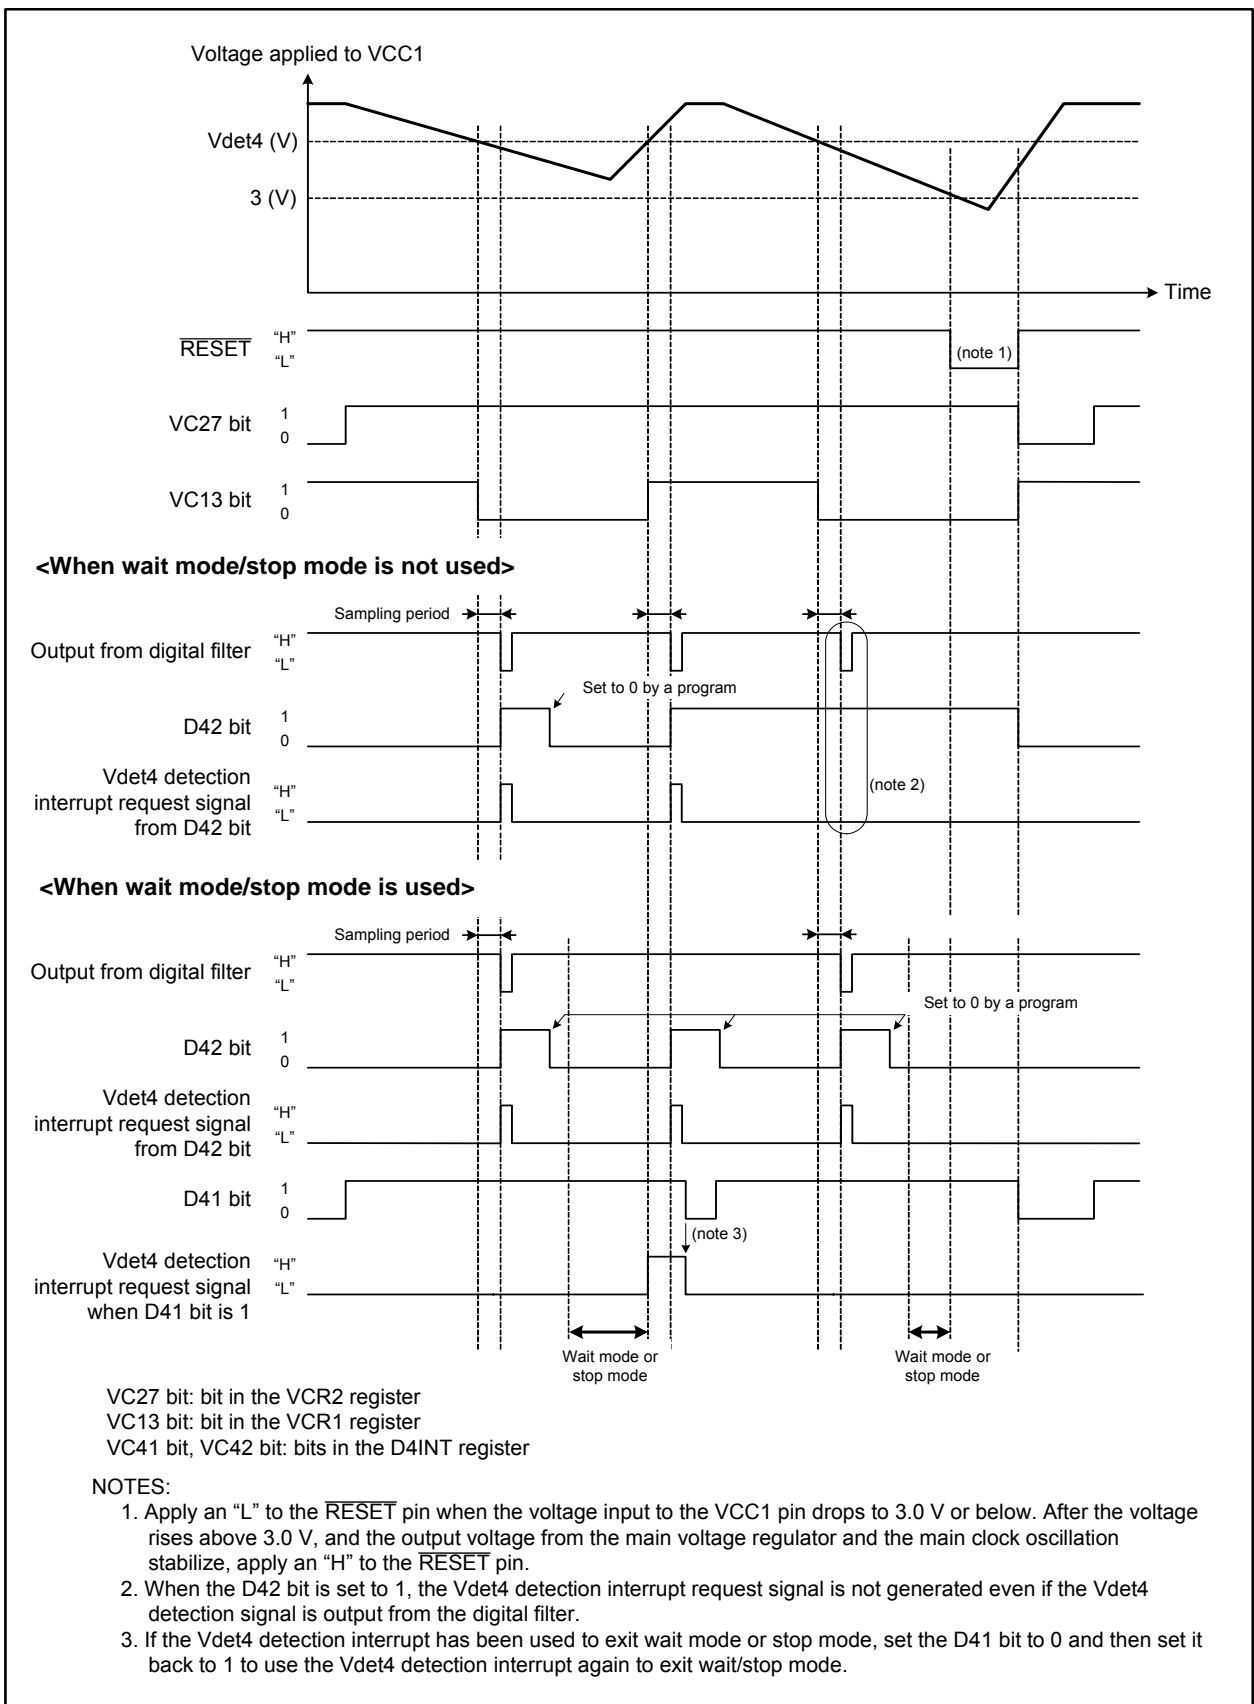 Voltage applied to VCC1
Vdet4 (V)
3 (V)
Time
RESET “H”
“L”
(note 1)
VC27 bit 1
0
VC13 bit 1
0
<When wait mode/stop mode is not used>
Sampling period
Output from digital filter “H”
“L”
Set to 0 by a program
D42 bit 1
0
Vdet4 detection
interrupt request signal “H”
from D42 bit “L”
(note 2)
<When wait mode/stop mode is used>
Sampling period
Output from digital filter “H”
“L”
Set to 0 by a program
D42 bit 1
0
Vdet4 detection
interrupt request signal “H”
from D42 bit “L”
D41 bit 1
0
(note 3)
Vdet4 detection “H”
interrupt request signal “L”
when D41 bit is 1
Wait mode or
stop mode
Wait mode or
stop mode
VC27 bit: bit in the VCR2 register
VC13 bit: bit in the VCR1 register
VC41 bit, VC42 bit: bits in the D4INT register
NOTES:
1. Apply an “L” to the RESET pin when the voltage input to the VCC1 pin drops to 3.0 V or below. After the voltage
rises above 3.0 V, and the output voltage from the main voltage regulator and the main clock oscillation
stabilize, apply an “H” to the RESET pin.
2. When the D42 bit is set to 1, the Vdet4 detection interrupt request signal is not generated even if the Vdet4
detection signal is output from the digital filter.
3. If the Vdet4 detection interrupt has been used to exit wait mode or stop mode, set the D41 bit to 0 and then set it
back to 1 to use the Vdet4 detection interrupt again to exit wait/stop mode.